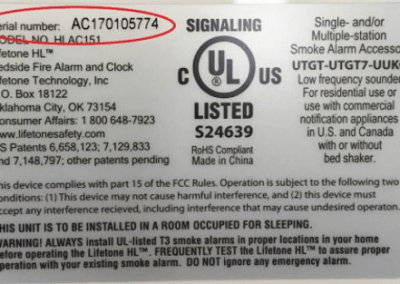 erial number: AC170105774
MODEL NO. HLAC151
ifetone HL™
edside Fire Alarm and Clock
ifetone Technology, Inc
.O. Box 18122
klahoma City, OK 73154
onsumer Affairs: 1 800 648-7923
www.lifetonesafety.com
S Patents 6,658,123; 7,129,833
nd 7,148,797; other patents pending
SIGNALING
C UL US
®
LISTED
S24639
RoHS Compliant
Made in China
Single- and/or
Multiple-station
Smoke Alarm Accesso
UTGT-UTGT7-UUK
Low frequency sounder
For residential use or
use with commercial
notification appliances
in U.S. and Canada
with or without
bed shaker.
his device complies with part 15 of the FCC Rules. Operation is subject to the following two
onditions: (1) This device may not cause harmful interference, and (2) this device must
ccept any interference recieved, including interference that may cause undesired operaton.
HIS UNIT IS TO BE INSTALLED IN A ROOM OCCUPIED FOR SLEEPING.
WARNING! ALWAYS install UL-listed T3 smoke alarms in proper locations in your home
efore operating the Lifetone HL™. FREQUENTLY TEST the Lifetone HL™ to insure
peration with your existing smoke alarm. DO NOT ignore any emergency alarm.